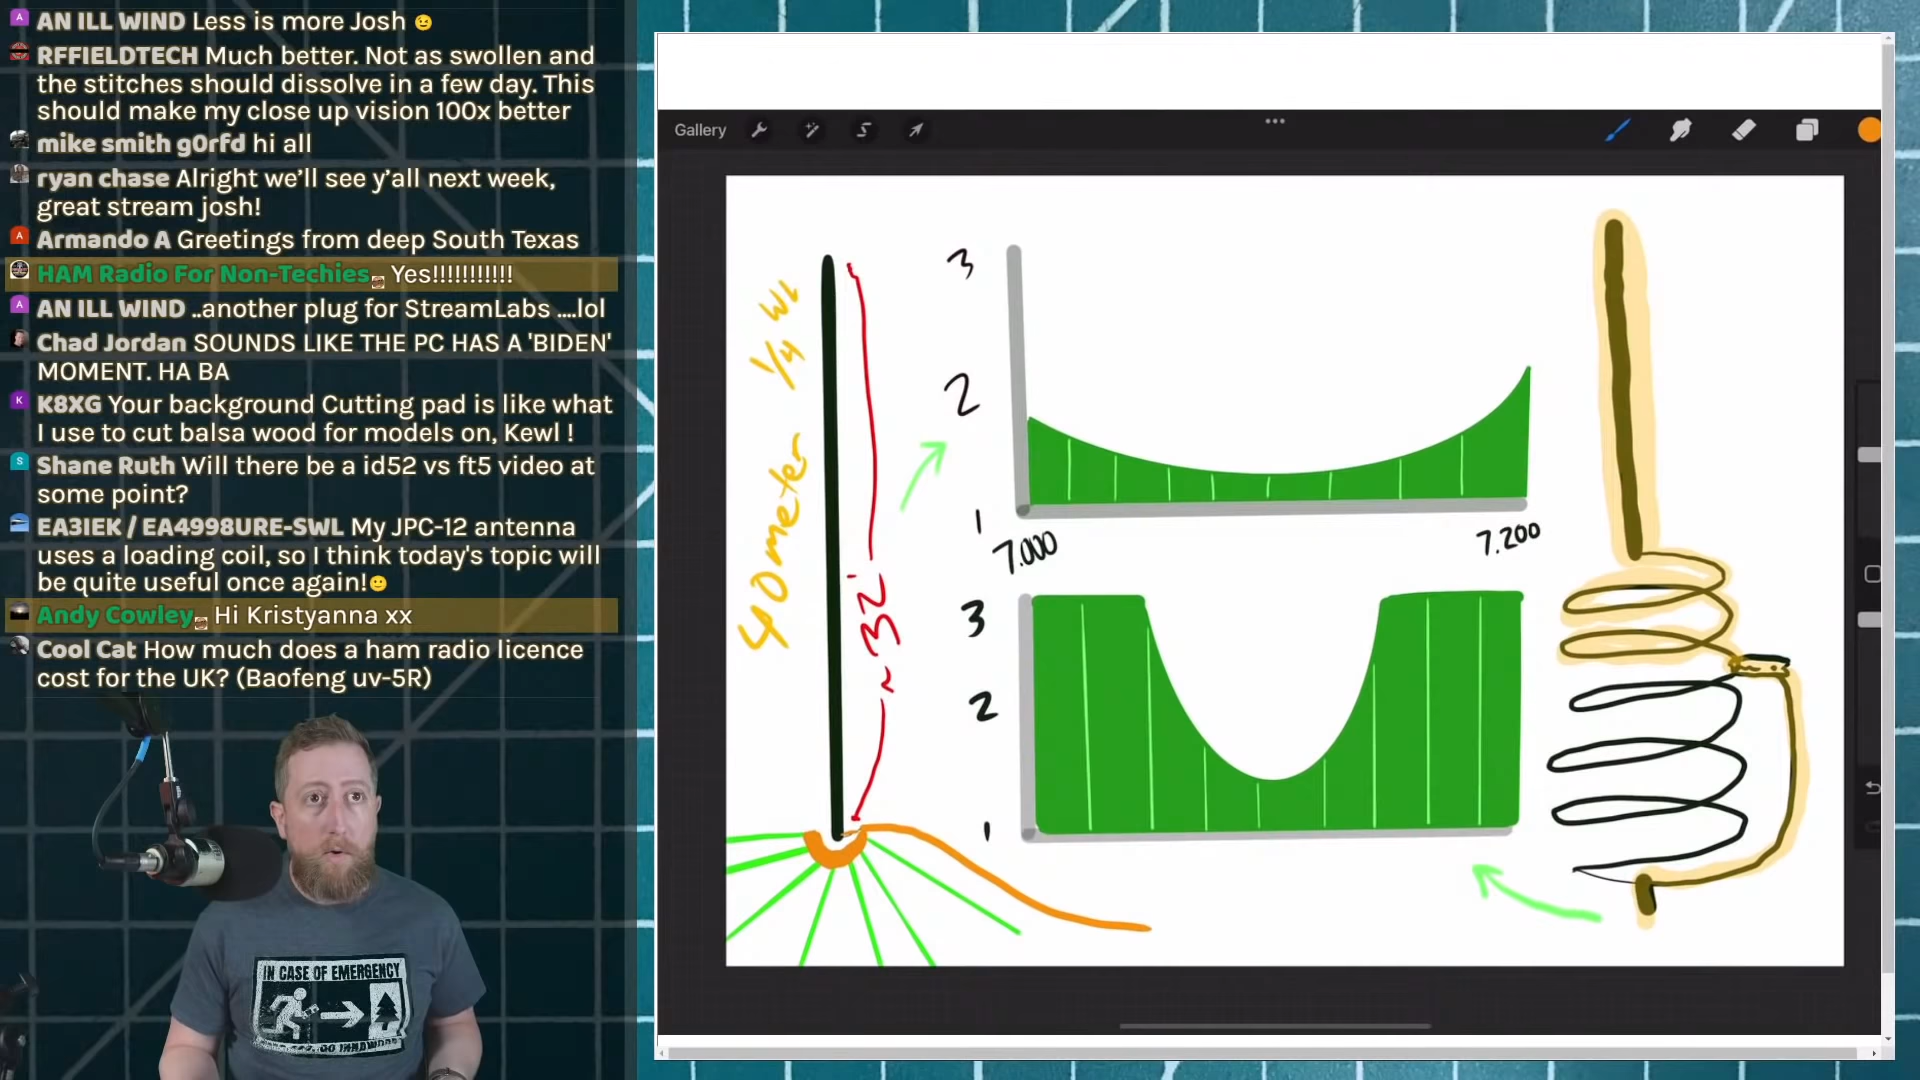 AN ILL WIND Less is more Josh 😉
RFFIELDTECH Much better. Not as swollen and
the stitches should dissolve in a few day. This
should make my close up vision 100x better
mike smith g0rfd hi all
ryan chase Alright we’ll see y’all next week,
great stream josh!
Armando A Greetings from deep South Texas
HAM Radio For Non-Techies Yes!!!!!!!!!!!
AN ILL WIND ..another plug for StreamLabs ....lol
Chad Jordan SOUNDS LIKE THE PC HAS A 'BIDEN'
MOMENT. HA BA
K8XG Your background Cutting pad is like what
I use to cut balsa wood for models on, Kewl !
Shane Ruth Will there be a id52 vs ft5 video at
some point?
EA3IEK / EA4998URE-SWL My JPC-12 antenna
uses a loading coil, so I think today's topic will
be quite useful once again!🙂
Andy Cowley Hi Kristyanna xx
Cool Cat How much does a ham radio licence
cost for the UK? (Baofeng uv-5R)
IN CASE OF EMERGENCY
Gallery
40meter 1/4 WL
~32'
3
2
1
7.000
7.200
3
2
1